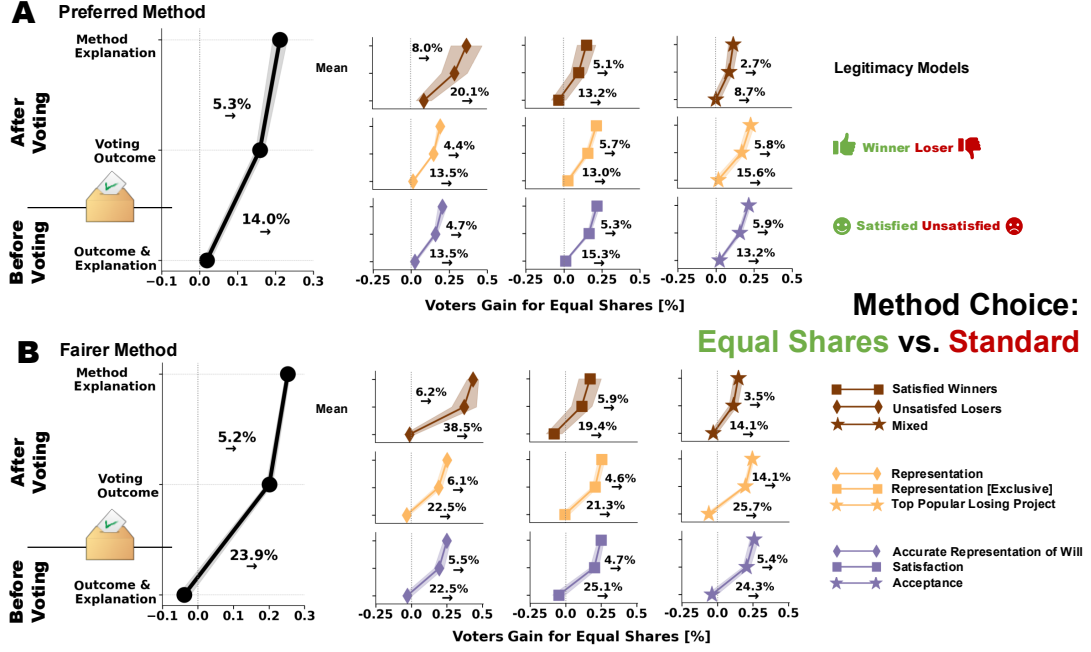 A Preferred Method
Method
Explanation
After
Voting
Voting
Outcome
Before
Voting
Outcome &
Explanation
5.3%
→
14.0%
→
−0.1 0.0 0.1 0.2 0.3
Mean
8.0%
→
20.1%
→
5.1%
→
13.2%
→
2.7%
→
8.7%
→
4.4%
→
13.5%
→
5.7%
→
13.0%
→
5.8%
→
15.6%
→
4.7%
→
13.5%
→
5.3%
→
15.3%
→
5.9%
→
13.2%
→
-0.25 0.0 0.25 0.5
-0.25 0.0 0.25 0.5
-0.25 0.0 0.25 0.5
Voters Gain for Equal Shares [%]
Legitimacy Models
Winner Loser
Satisfied Unsatisfied
Method Choice:
Equal Shares vs. Standard
B Fairer Method
Method
Explanation
After
Voting
Voting
Outcome
Before
Voting
Outcome &
Explanation
5.2%
→
23.9%
→
−0.1 0.0 0.1 0.2 0.3
Mean
6.2%
→
38.5%
→
5.9%
→
19.4%
→
3.5%
→
14.1%
→
6.1%
→
22.5%
→
4.6%
→
21.3%
→
14.1%
→
25.7%
→
5.5%
→
22.5%
→
4.7%
→
25.1%
→
5.4%
→
24.3%
→
-0.25 0.0 0.25 0.5
-0.25 0.0 0.25 0.5
-0.25 0.0 0.25 0.5
Voters Gain for Equal Shares [%]
Satisfied Winners
Unsatisfed Losers
Mixed
Representation
Representation [Exclusive]
Top Popular Losing Project
Accurate Representation of Will
Satisfaction
Acceptance